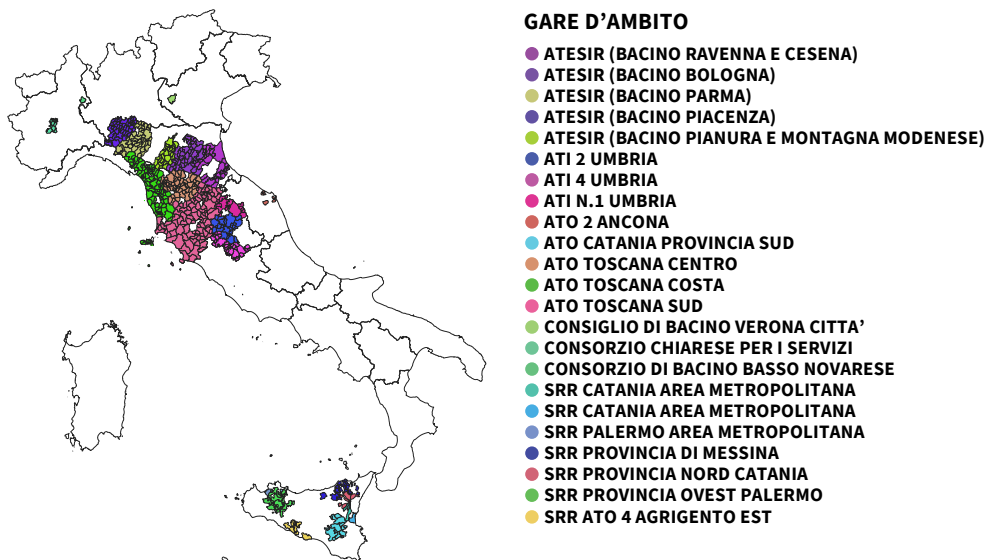 GARE D’AMBITO
ATESIR (BACINO RAVENNA E CESENA)
ATESIR (BACINO BOLOGNA)
ATESIR (BACINO PARMA)
ATESIR (BACINO PIACENZA)
ATESIR (BACINO PIANURA E MONTAGNA MODENESE)
ATI 2 UMBRIA
ATI 4 UMBRIA
ATI N.1 UMBRIA
ATO 2 ANCONA
ATO CATANIA PROVINCIA SUD
ATO TOSCANA CENTRO
ATO TOSCANA COSTA
ATO TOSCANA SUD
CONSIGLIO DI BACINO VERONA CITTA’
CONSORZIO CHIARESE PER I SERVIZI
CONSORZIO DI BACINO BASSO NOVARESE
SRR CATANIA AREA METROPOLITANA
SRR CATANIA AREA METROPOLITANA
SRR PALERMO AREA METROPOLITANA
SRR PROVINCIA DI MESSINA
SRR PROVINCIA NORD CATANIA
SRR PROVINCIA OVEST PALERMO
SRR ATO 4 AGRIGENTO EST